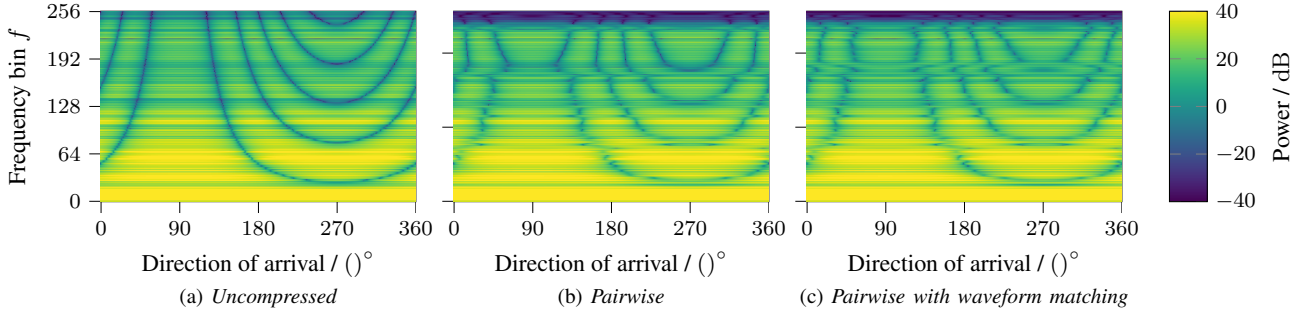 256
192
128
64
0
Frequency bin f
0 90 180 270 360
0 90 180 270 360
0 90 180 270 360
Direction of arrival / ()°
Direction of arrival / ()°
Direction of arrival / ()°
(a) Uncompressed
(b) Pairwise
(c) Pairwise with waveform matching
40
20
0
−20
−40
Power / dB